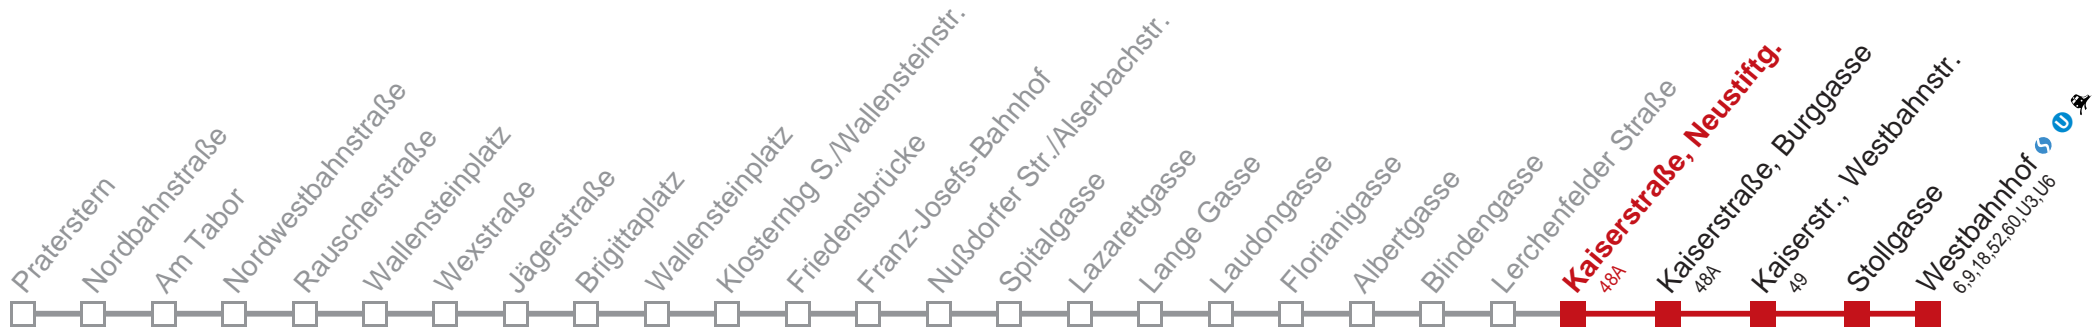 Praterstern
Nordbahnstraße
Am Tabor
Nordwestbahnstraße
Rauscherstraße
Wallensteinplatz
Wexstraße
Jägerstraße
Brigittaplatz
Wallensteinplatz
Klosternbg S./Wallensteinstr.
Friedensbrücke
Franz-Josefs-Bahnhof
Nußdorfer Str./Alserbachstr.
Spitalgasse
Lazarettgasse
Lange Gasse
Laudongasse
Florianigasse
Albertgasse
Blindengasse
Lerchenfelder Straße
Kaiserstraße, Neustiftg.
48A
Kaiserstraße, Burggasse
48A
Kaiserstr., Westbahnstr.
49
Stollgasse
Westbahnhof S U
6,9,18,52,60,U3,U6